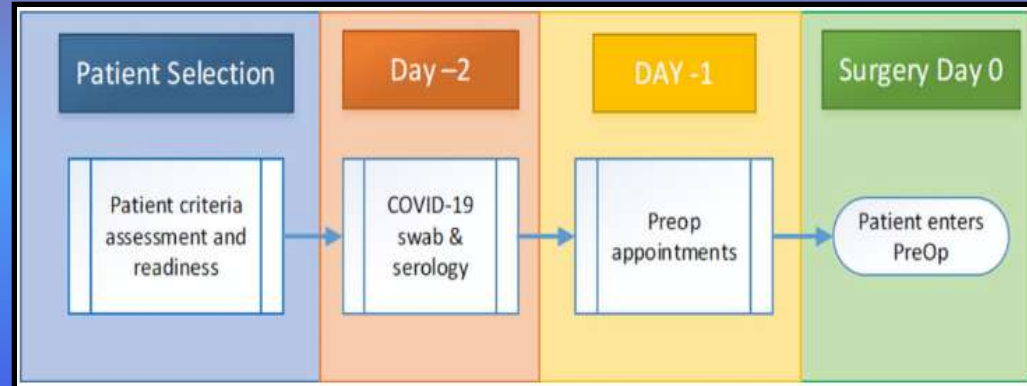 Patient Selection
Day –2
DAY -1
Surgery Day 0
Patient criteria
assessment and
readiness
COVID-19
swab &
serology
Preop
appointments
Patient enters
PreOp